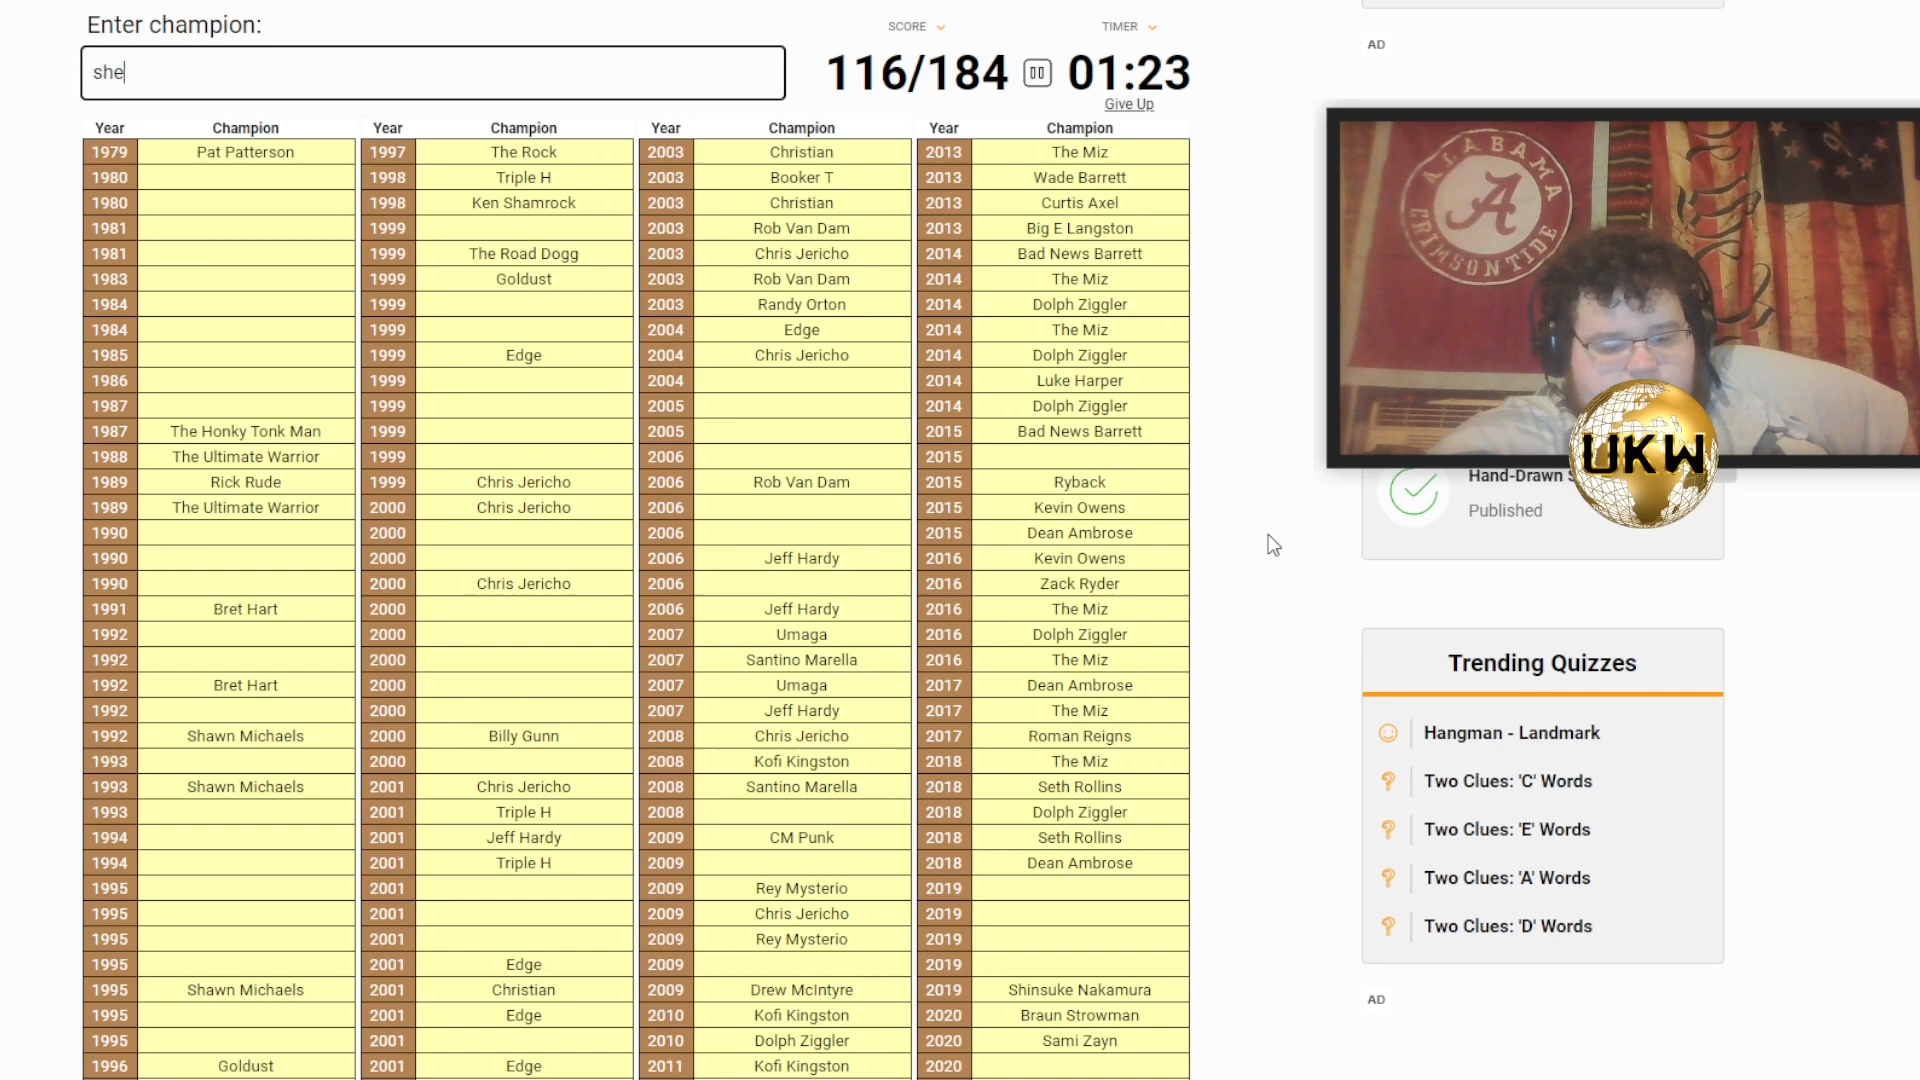 Enter champion:
she
SCORE
TIMER
116/184
01:23
Give Up
Year Champion Year Champion Year Champion Year Champion
1979 Pat Patterson 1997 The Rock 2003 Christian 2013 The Miz
1980 1998 Triple H 2003 Booker T 2013 Wade Barrett
1980 1998 Ken Shamrock 2003 Christian 2013 Curtis Axel
1981 1999 2003 Rob Van Dam 2013 Big E Langston
1981 1999 The Road Dogg 2003 Chris Jericho 2014 Bad News Barrett
1983 1999 Goldust 2003 Rob Van Dam 2014 The Miz
1984 1999 2003 Randy Orton 2014 Dolph Ziggler
1984 1999 2004 Edge 2014 The Miz
1985 1999 Edge 2004 Chris Jericho 2014 Dolph Ziggler
1986 1999 2004 2014 Luke Harper
1987 1999 2005 2014 Dolph Ziggler
1987 The Honky Tonk Man 1999 2005 2015 Bad News Barrett
1988 The Ultimate Warrior 1999 2006 2015
1989 Rick Rude 1999 Chris Jericho 2006 Rob Van Dam 2015 Ryback
1989 The Ultimate Warrior 2000 Chris Jericho 2006 2015 Kevin Owens
1990 2000 2006 2015 Dean Ambrose
1990 2000 2006 Jeff Hardy 2016 Kevin Owens
1990 2000 Chris Jericho 2006 2016 Zack Ryder
1991 Bret Hart 2000 2006 Jeff Hardy 2016 The Miz
1992 2000 2007 Umaga 2016 Dolph Ziggler
1992 2000 2007 Santino Marella 2016 The Miz
1992 Bret Hart 2000 2007 Umaga 2017 Dean Ambrose
1992 2000 2007 Jeff Hardy 2017 The Miz
1992 Shawn Michaels 2000 Billy Gunn 2008 Chris Jericho 2017 Roman Reigns
1993 2000 2008 Kofi Kingston 2018 The Miz
1993 Shawn Michaels 2001 Chris Jericho 2008 Santino Marella 2018 Seth Rollins
1993 2001 Triple H 2008 2018 Dolph Ziggler
1994 2001 Jeff Hardy 2009 CM Punk 2018 Seth Rollins
1994 2001 Triple H 2009 2018 Dean Ambrose
1995 2001 2009 Rey Mysterio 2019
1995 2001 2009 Chris Jericho 2019
1995 2001 2009 Rey Mysterio 2019
1995 2001 Edge 2009 2019
1995 Shawn Michaels 2001 Christian 2009 Drew McIntyre 2019 Shinsuke Nakamura
1995 2001 Edge 2010 Kofi Kingston 2020 Braun Strowman
1995 2001 2010 Dolph Ziggler 2020 Sami Zayn
1996 Goldust 2001 Edge 2011 Kofi Kingston 2020
AD
ALABAMA
A
CRIMSON TIDE
UKW
Hand-Drawn
Published
Trending Quizzes
Hangman - Landmark
Two Clues: 'C' Words
Two Clues: 'E' Words
Two Clues: 'A' Words
Two Clues: 'D' Words
AD